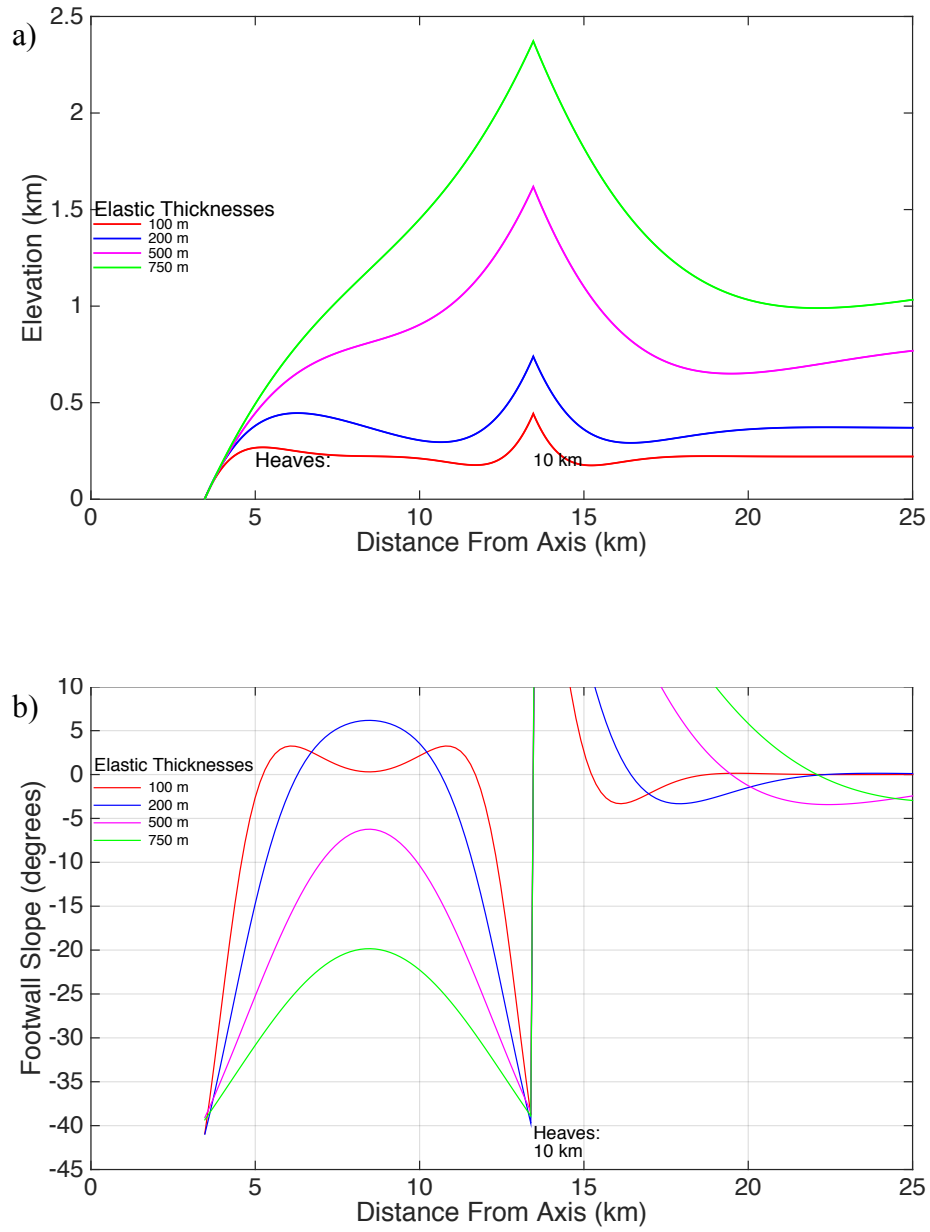 a)
2.5
2
1.5
1
0.5
0
Elevation (km)
Elastic Thicknesses
100 m
200 m
500 m
750 m
Heaves:
10 km
0 5 10 15 20 25
Distance From Axis (km)
b)
10
5
0
-5
-10
-15
-20
-25
-30
-35
-40
-45
Footwall Slope (degrees)
Elastic Thicknesses
100 m
200 m
500 m
750 m
Heaves:
10 km
0 5 10 15 20 25
Distance From Axis (km)